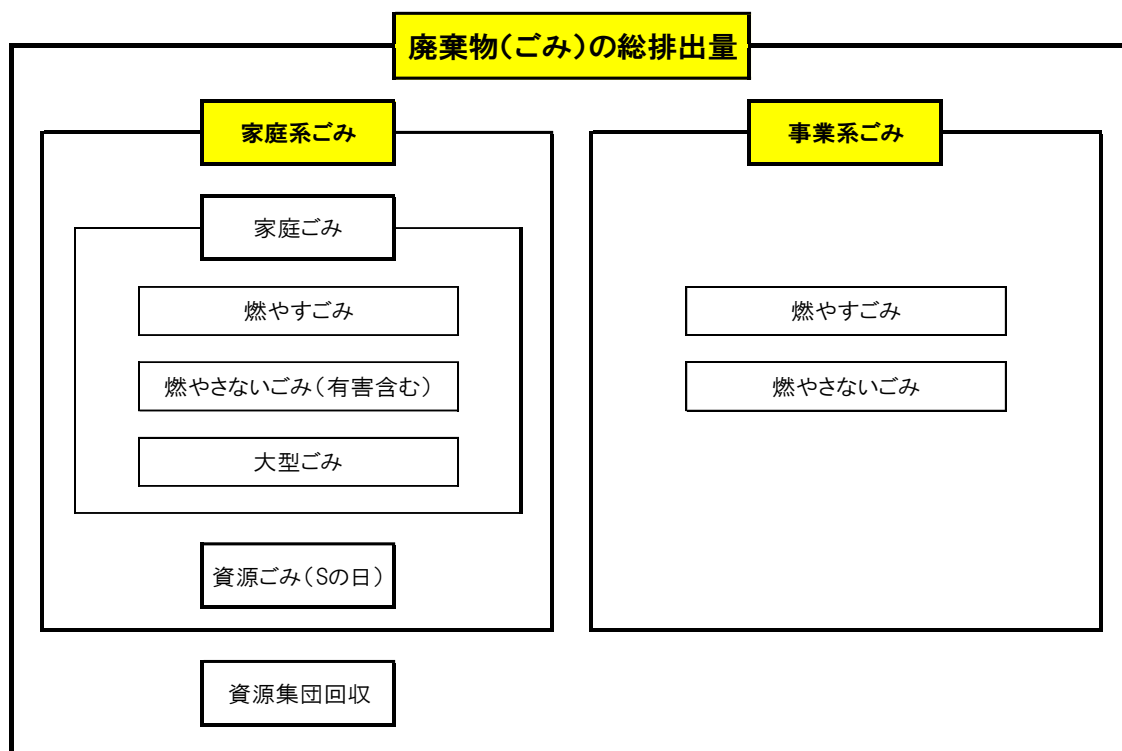 廃棄物(ごみ)の総排出量
家庭系ごみ
家庭ごみ
燃やすごみ
燃やさないごみ(有害含む)
大型ごみ
資源ごみ(Sの日)
資源集団回収
事業系ごみ
燃やすごみ
燃やさないごみ